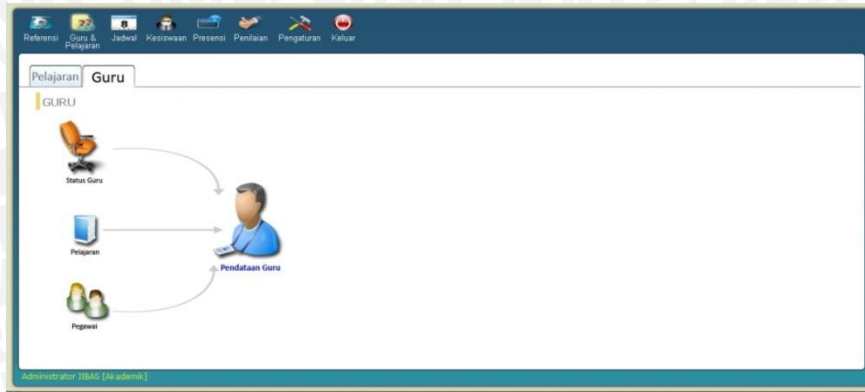 Referensi Guru & Pelajaran Jadwal Kesiswaan Presensi Penilaian Pengaturan Keluar
8
Pelajaran Guru
GURU
Status Guru
Pelajaran
Pendataan Guru
Pegawai
Administrator JIBAS [Akademik]